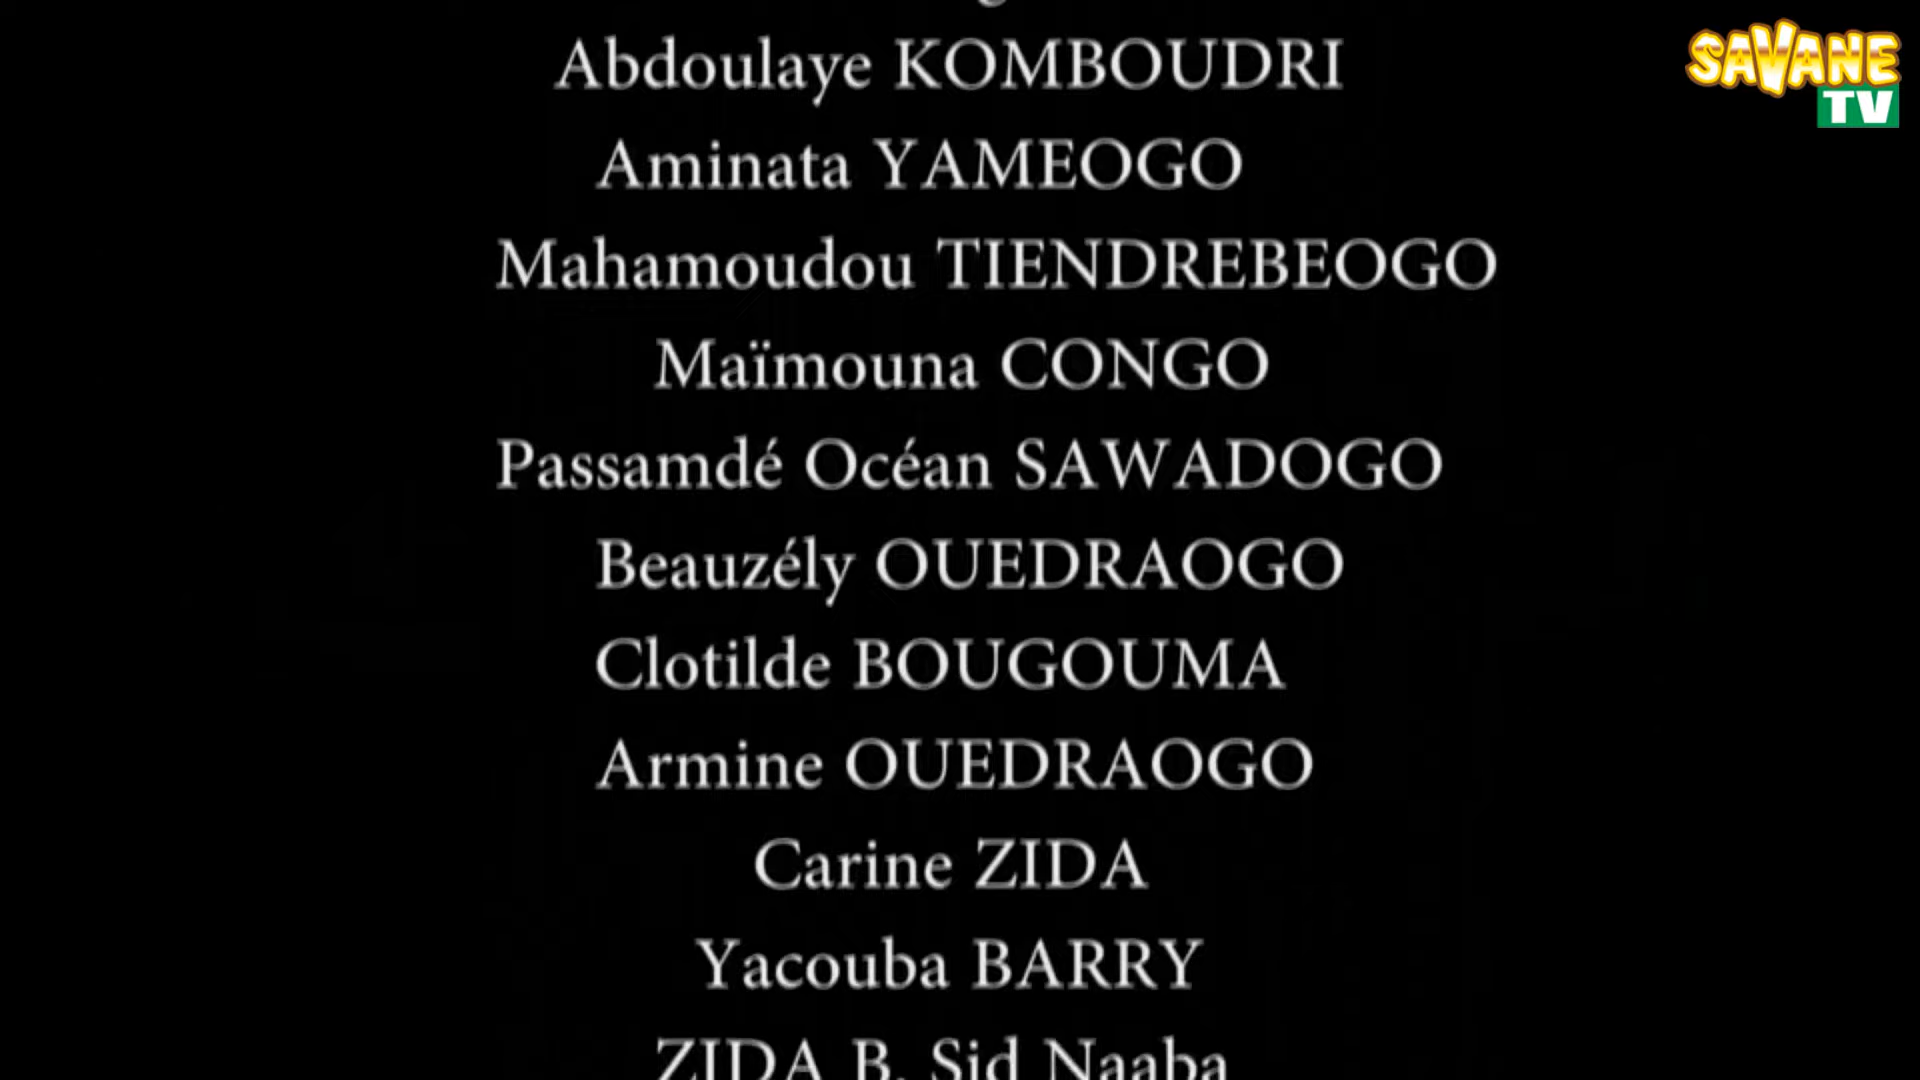 Abdoulaye KOMBOUDRI
SAVANE
TV
Aminata YAMEOGO
Mahamoudou TIENDREBEOGO
Maïmouna CONGO
Passamdé Océan SAWADOGO
Beauzély OUEDRAOGO
Clotilde BOUGOUMA
Armine OUEDRAOGO
Carine ZIDA
Yacouba BARRY
ZIDA B. Sid Naaba